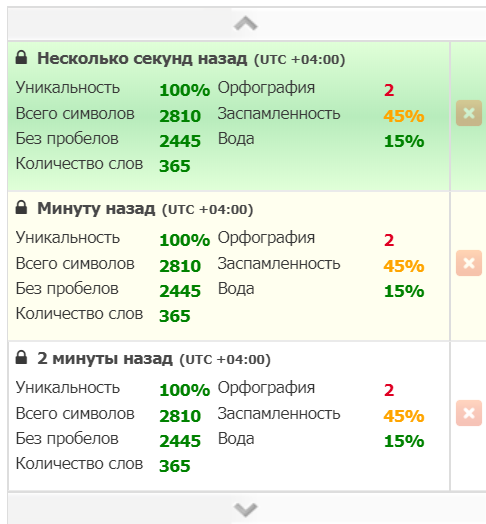 Несколько секунд назад (UTC +04:00)
Уникальность 100% Орфография 2
Всего символов 2810 Заспамленность 45%
Без пробелов 2445 Вода 15%
Количество слов 365
Минуту назад (UTC +04:00)
Уникальность 100% Орфография 2
Всего символов 2810 Заспамленность 45%
Без пробелов 2445 Вода 15%
Количество слов 365
2 минуты назад (UTC +04:00)
Уникальность 100% Орфография 2
Всего символов 2810 Заспамленность 45%
Без пробелов 2445 Вода 15%
Количество слов 365